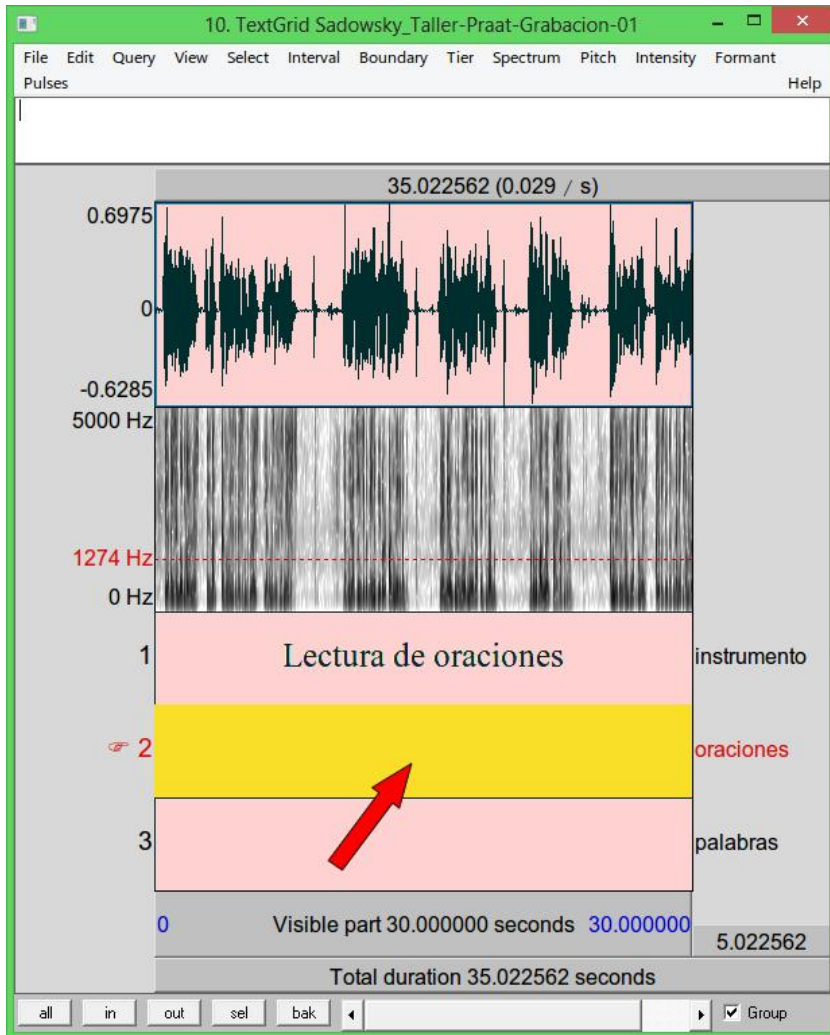 10. TextGrid Sadowsky_Taller-Praat-Grabacion-01
File Edit Query View Select Interval Boundary Tier Spectrum Pitch Intensity Formant
Pulses Help
35.022562 (0.029 / s)
0.6975
0
-0.6285
5000 Hz
1274 Hz
0 Hz
1 Lectura de oraciones instrumento
☞ 2 oraciones
3 palabras
0 Visible part 30.000000 seconds 30.000000 5.022562
Total duration 35.022562 seconds
all in out sel bak Group